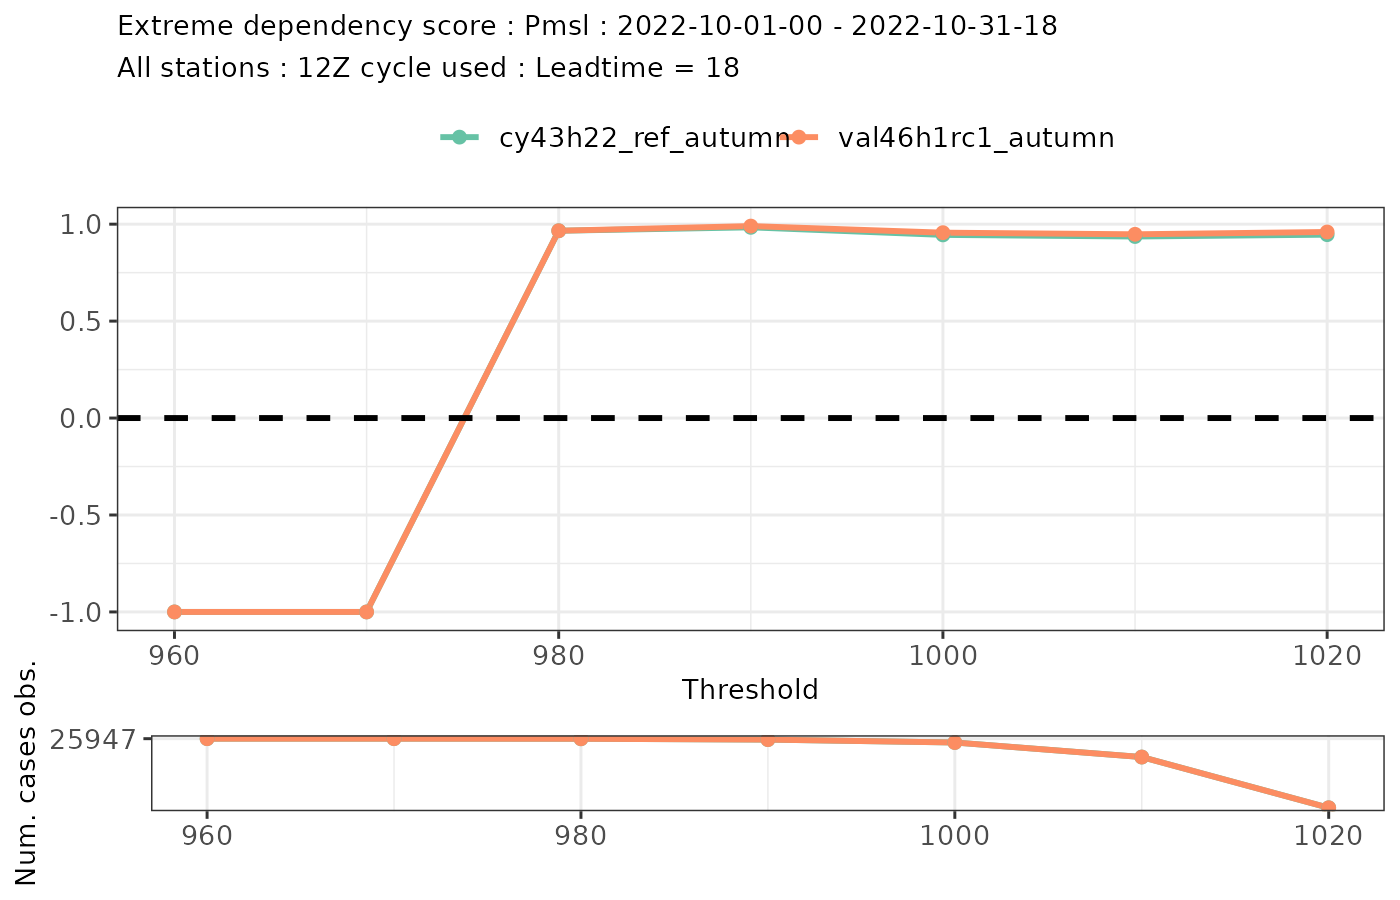 Extreme dependency score : Pmsl : 2022-10-01-00 - 2022-10-31-18
All stations : 12Z cycle used : Leadtime = 18
cy43h22_ref_autumn val46h1rc1_autumn
1.0
0.5
0.0
-0.5
-1.0
960 980 1000 1020
Threshold
Num. cases obs.
25947
960 980 1000 1020